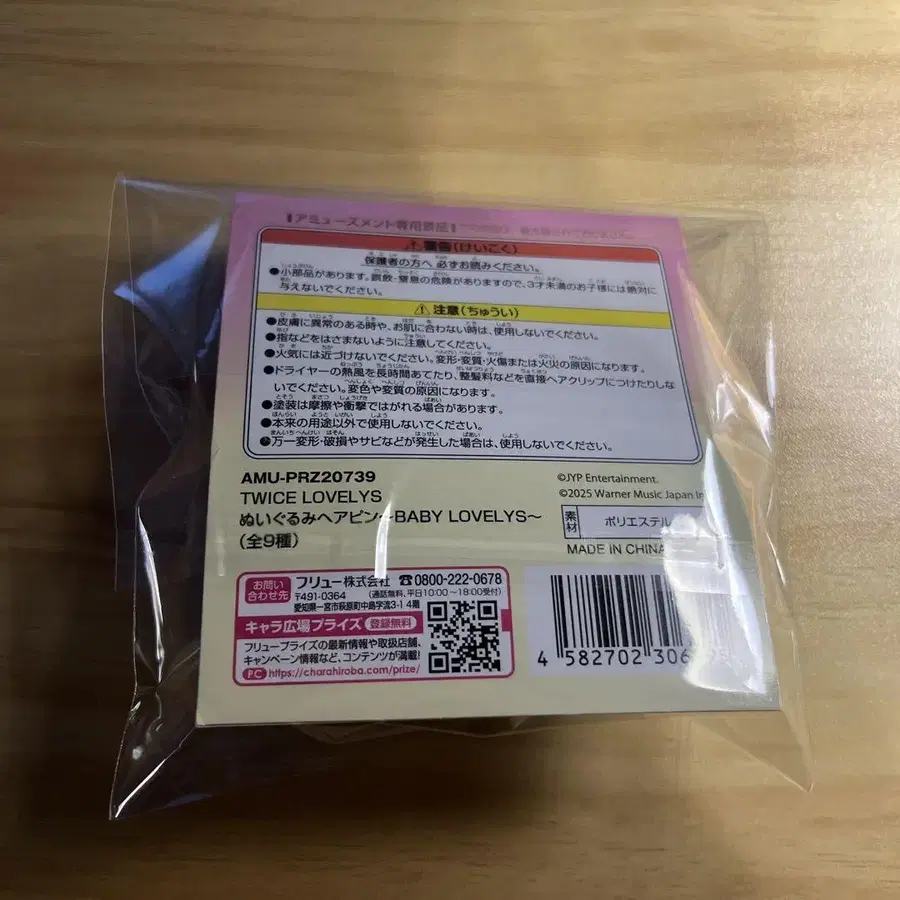 【アミューズメント専用景品】
⚠警告(けいこく)
保護者の方へ 必ずお読みください。
●小部品があります。誤飲・窒息の危険がありますので、3才未満のお子様には絶対に
与えないでください。
⚠注意(ちゅうい)
●皮膚に異常のある時や、お肌に合わない時は、使用しないでください。
●指などをはさまないように注意してください。
●火気には近づけないでください。変形・変質・火傷または火災の原因になります。
●ドライヤーの熱風を長時間あてたり、整髪料などを直接ヘアクリップにつけたりしな
いでください。変色や変質の原因になります。
●塗装は摩擦や衝撃ではがれる場合があります。
●本来の用途以外で使用しないでください。
●万一変形・破損やサビなどが発生した場合は、使用しないでください。
AMU-PRZ20739
TWICE LOVELYS
ぬいぐるみヘアピン~BABY LOVELYS~
(全9種)
©JYP Entertainment.
©2025 Warner Music Japan In
素材 ポリエステル
MADE IN CHINA
お問い合わせ先 フリュー株式会社 ☎0800-222-0678
〒491-0364 (通話無料、平日10:00~18:00受付)
愛知県一宮市萩原町中島字流3-1 4階
キャラ広場プライズ 登録無料
フリュープライズの最新情報や取扱店舗、
キャンペーン情報など、コンテンツが満載!
PC https://charahiroba.com/prize/
4 582702 306